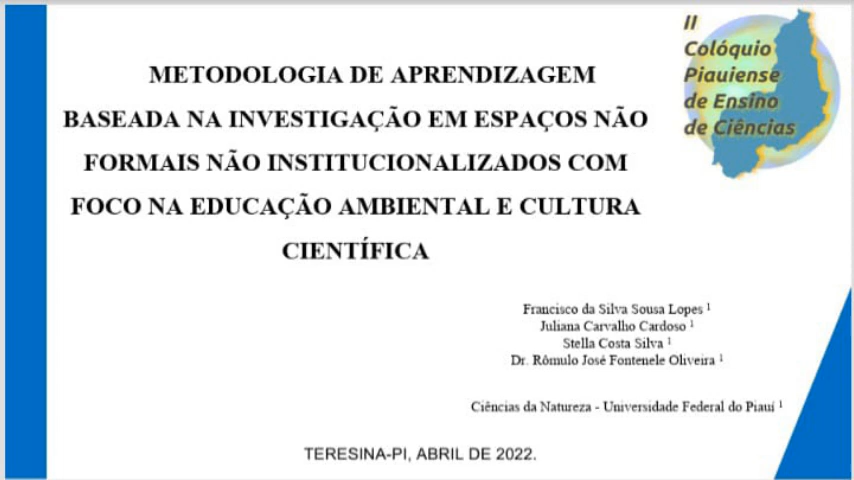 METODOLOGIA DE APRENDIZAGEM
BASEADA NA INVESTIGAÇÃO EM ESPAÇOS NÃO
FORMAIS NÃO INSTITUCIONALIZADOS COM
FOCO NA EDUCAÇÃO AMBIENTAL E CULTURA
CIENTÍFICA
II
Colóquio
Piauiense
de Ensino
de Ciências
Francisco da Silva Sousa Lopes ¹
Juliana Carvalho Cardoso ¹
Stella Costa Silva ¹
Dr. Rômulo José Fontenele Oliveira ¹
Ciências da Natureza - Universidade Federal do Piauí ¹
TERESINA-PI, ABRIL DE 2022.